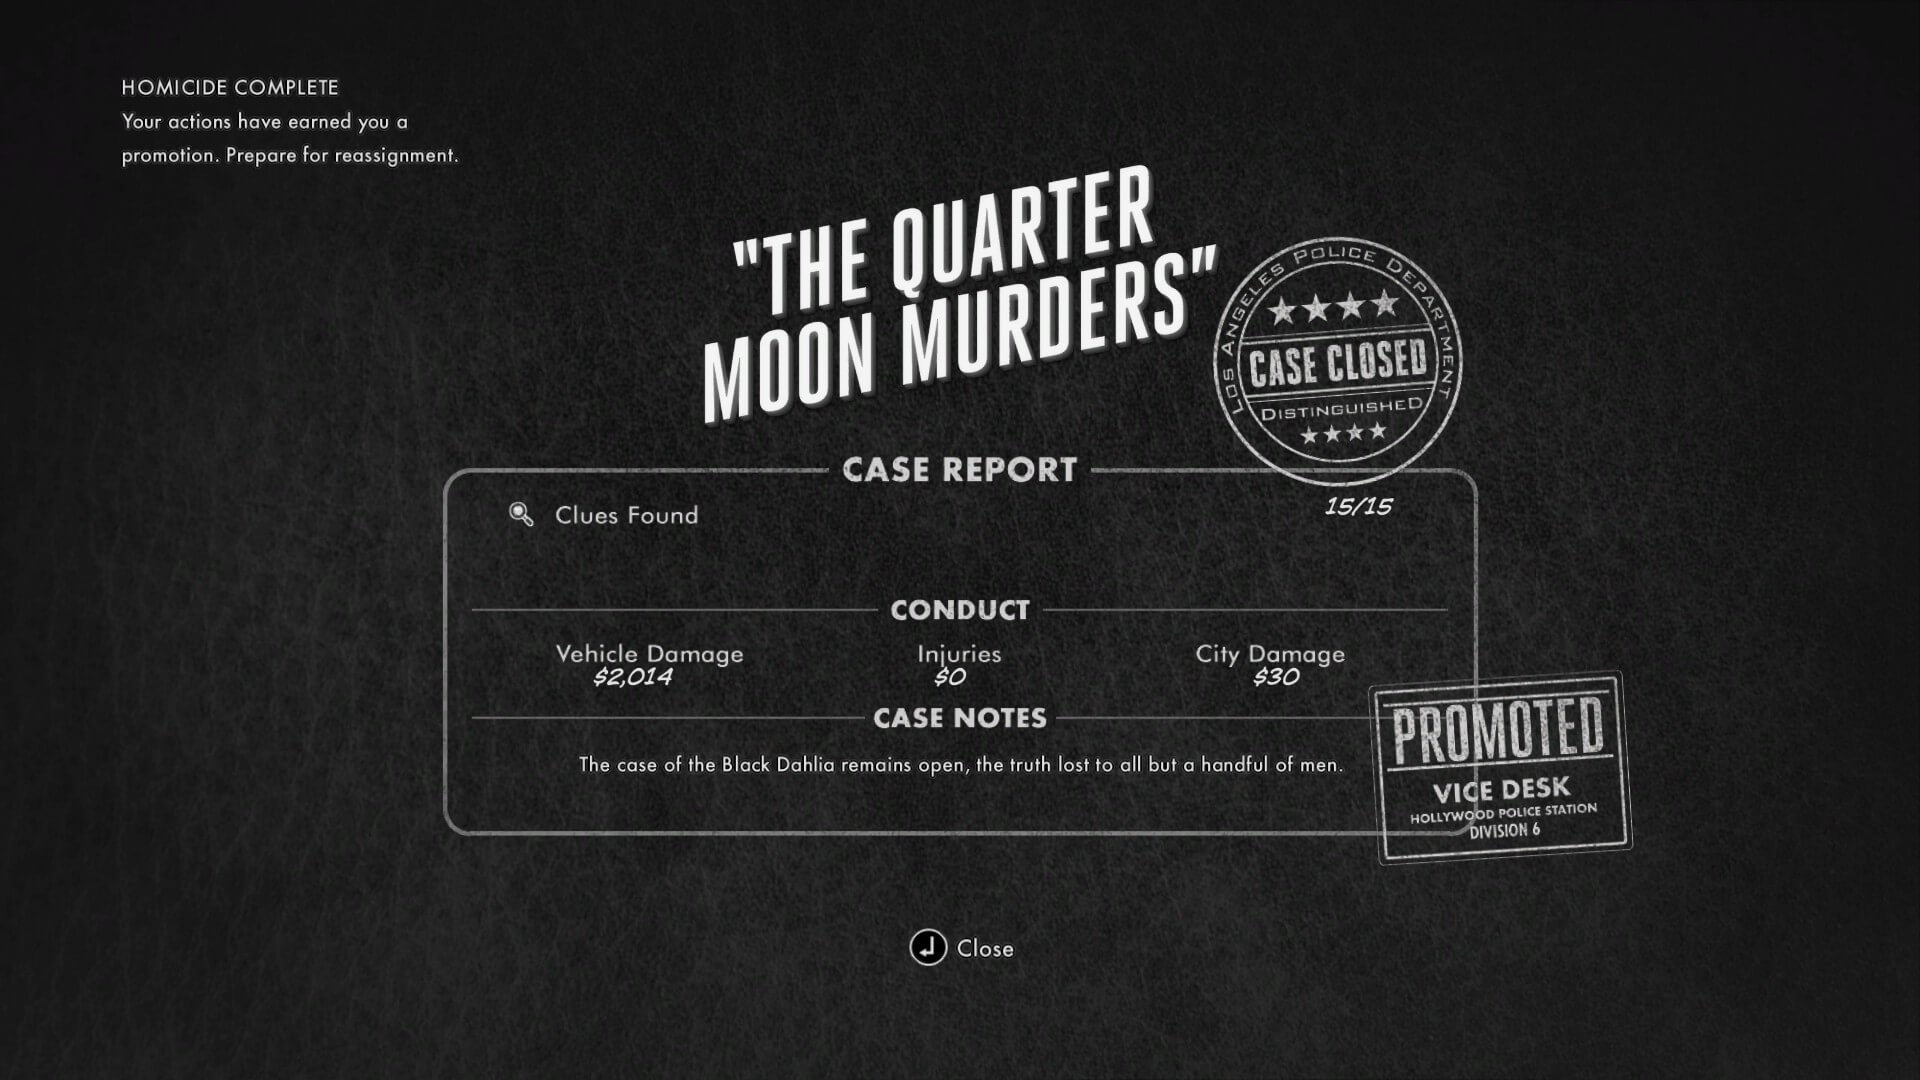 HOMICIDE COMPLETE
Your actions have earned you a
promotion. Prepare for reassignment.
"THE QUARTER
MOON MURDERS"
LOS ANGELES POLICE DEPARTMENT
CASE CLOSED
DISTINGUISHED
CASE REPORT
Clues Found 15/15
CONDUCT
Vehicle Damage Injuries City Damage
$2,014 $0 $30
CASE NOTES
The case of the Black Dahlia remains open, the truth lost to all but a handful of men.
PROMOTED
VICE DESK
HOLLYWOOD POLICE STATION
DIVISION 6
Close